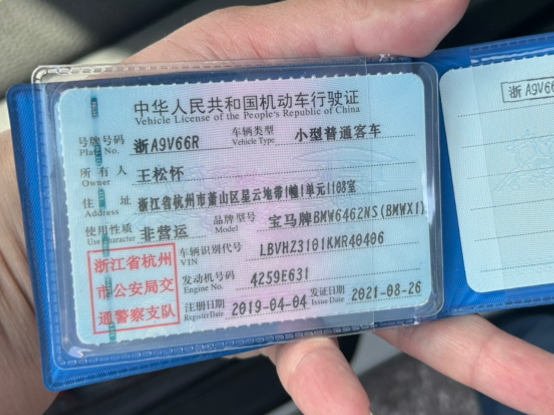 中华人民共和国机动车行驶证
Vehicle License of the People's Republic of China
号牌号码 Plate No. 浙A9V66R 车辆类型 Vehicle Type 小型普通客车
所有人 Owner 王松怀
住址 Address 浙江省杭州市萧山区星云地带1幢1单元1108室
使用性质 Use Character 非营运 品牌型号 Model 宝马牌BMW6462NS(BMWX1)
浙江省杭州
市公安局交
通警察支队
车辆识别代号 VIN LBVHZ3101KMR40406
发动机号码 Engine No. 4259E631
注册日期 Register Date 2019-04-04 发证日期 Issue Date 2021-08-26
浙A9V66